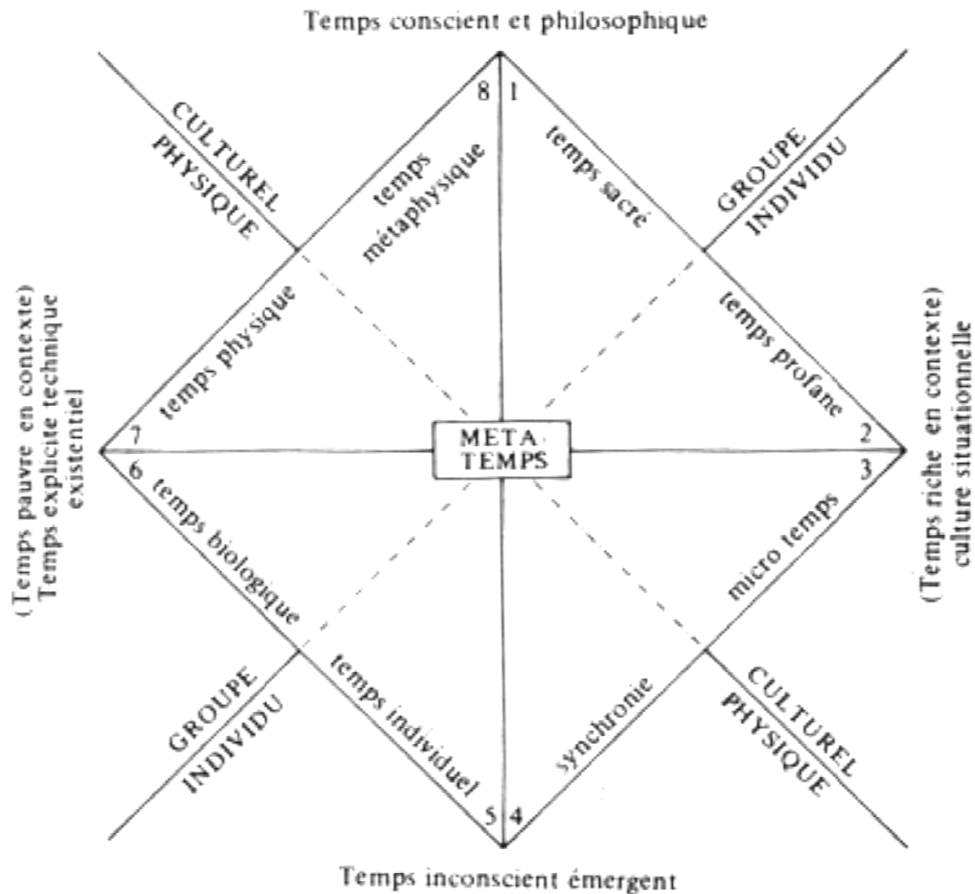 Temps conscient et philosophique
CULTUREL
PHYSIQUE
GROUPE
INDIVIDU
8
1
temps
métaphysique
temps sacré
temps physique
temps profane
(Temps pauvre en contexte)
Temps explicite technique
existentiel
7
2
META-
TEMPS
6
3
(Temps riche en contexte)
culture situationnelle
temps biologique
micro temps
temps individuel
synchronie
GROUPE
INDIVIDU
CULTUREL
PHYSIQUE
5
4
Temps inconscient émergent